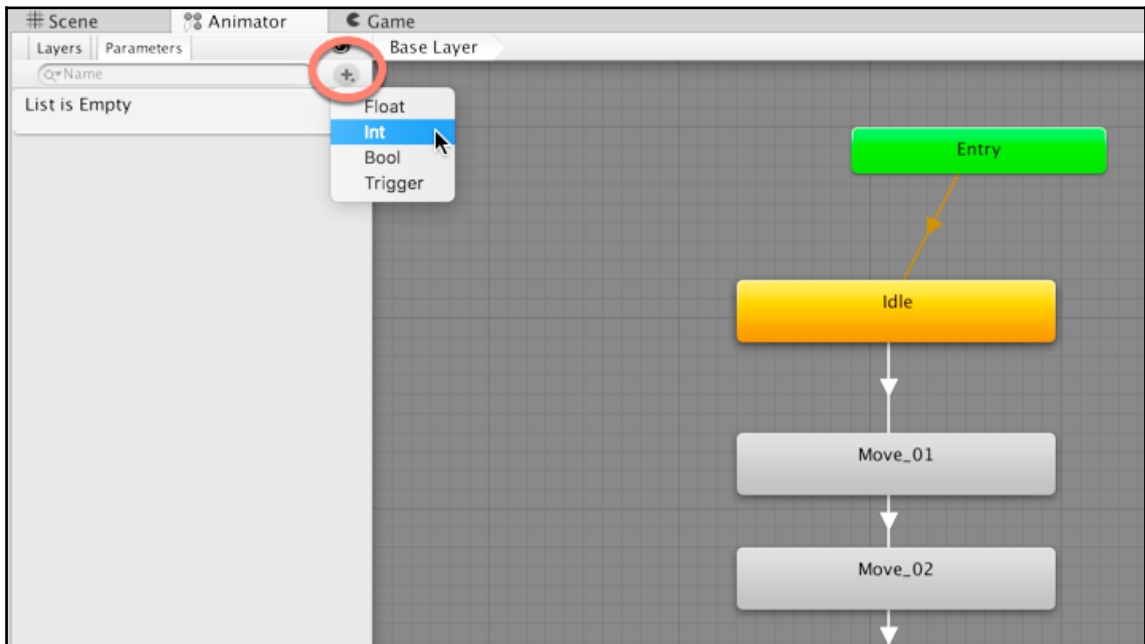 Scene Animator Game
Layers Parameters Base Layer
Name
List is Empty
Float
Int
Bool
Trigger
Entry
Idle
Move_01
Move_02